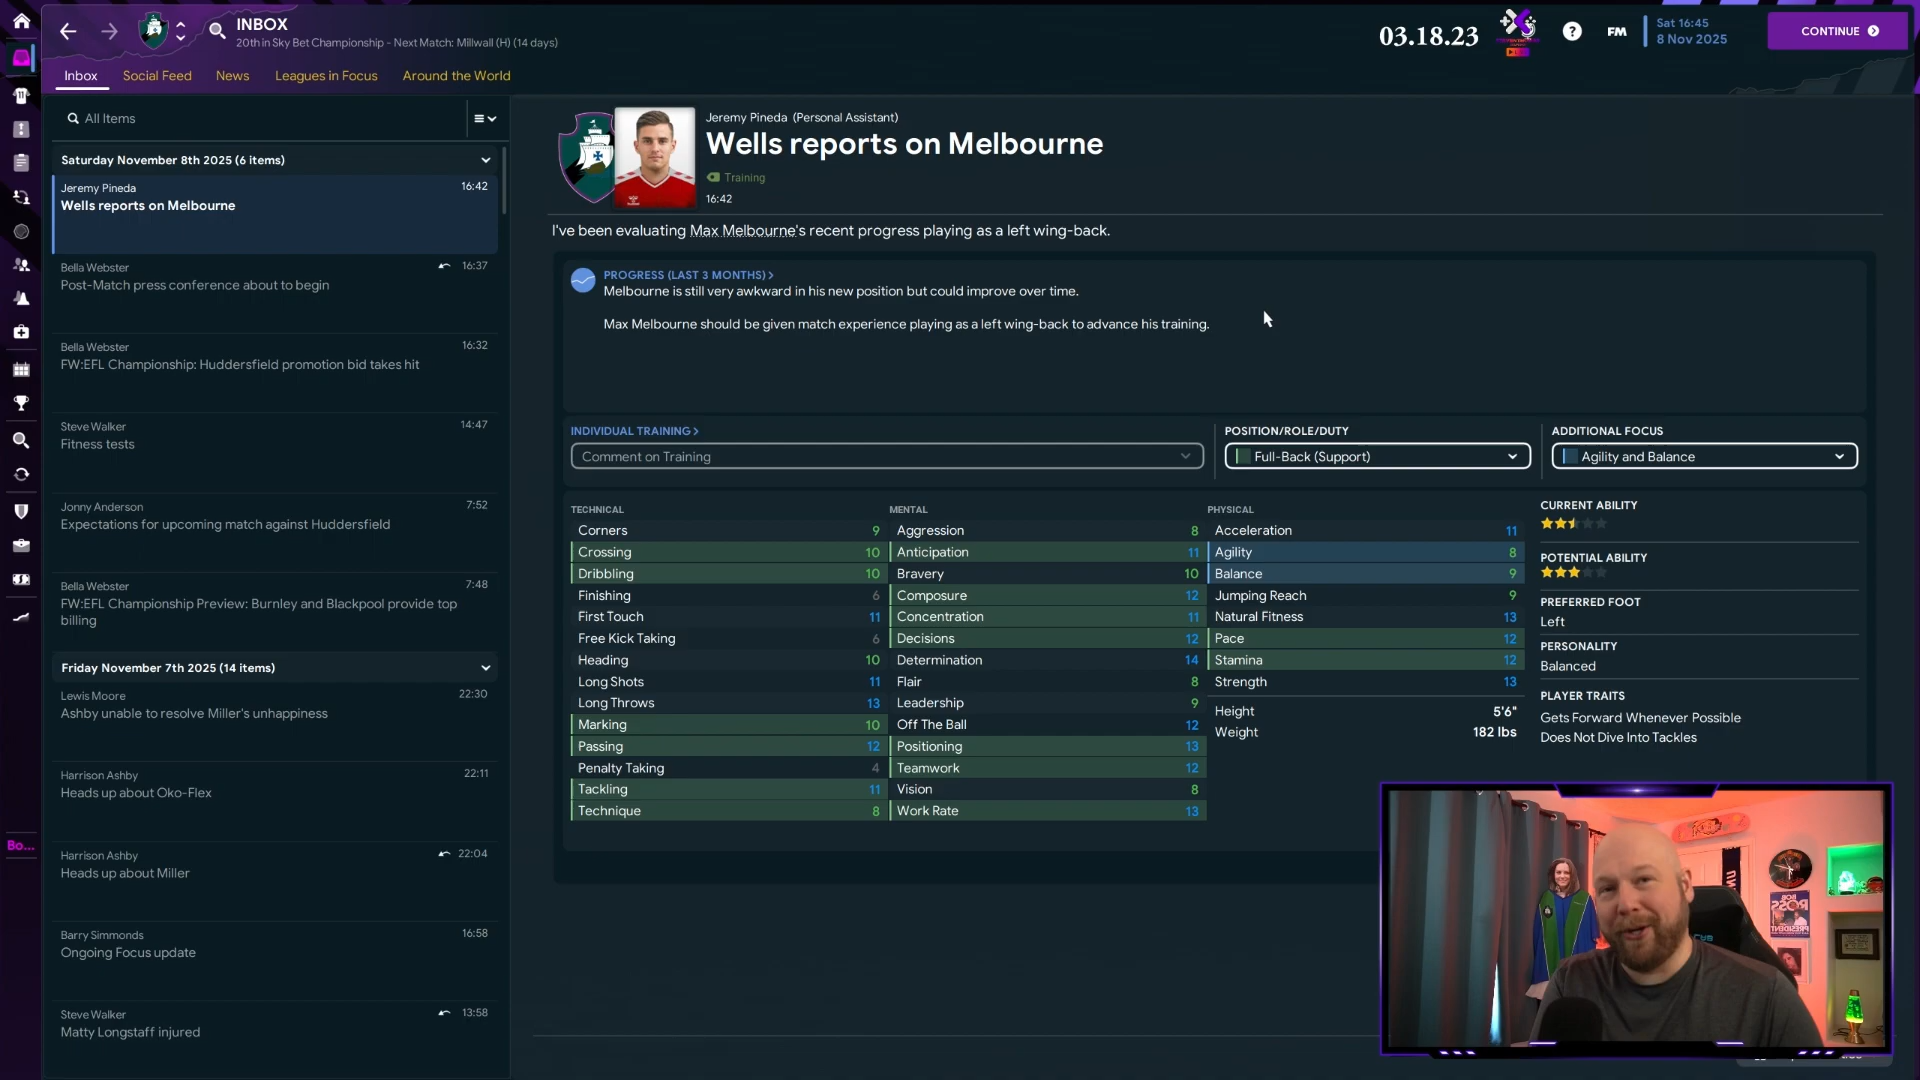 INBOX
20th in Sky Bet Championship - Next Match: Millwall (H) (14 days)
03.18.23
FM
Sat 16:45
8 Nov 2025
CONTINUE
Inbox
Social Feed
News
Leagues in Focus
Around the World
All Items
Saturday November 8th 2025 (6 items)
Jeremy Pineda
16:42
Wells reports on Melbourne
Bella Webster
16:37
Post-Match press conference about to begin
Bella Webster
16:32
FW:EFL Championship: Huddersfield promotion bid takes hit
Steve Walker
14:47
Fitness tests
Jonny Anderson
7:52
Expectations for upcoming match against Huddersfield
Bella Webster
7:48
FW:EFL Championship Preview: Burnley and Blackpool provide top
billing
Friday November 7th 2025 (14 items)
Lewis Moore
22:30
Ashby unable to resolve Miller's unhappiness
Harrison Ashby
22:11
Heads up about Oko-Flex
Harrison Ashby
22:04
Heads up about Miller
Barry Simmonds
16:58
Ongoing Focus update
Steve Walker
13:58
Matty Longstaff injured
Bo...
Jeremy Pineda (Personal Assistant)
Wells reports on Melbourne
Training
16:42
I've been evaluating Max Melbourne's recent progress playing as a left wing-back.
PROGRESS (LAST 3 MONTHS) >
Melbourne is still very awkward in his new position but could improve over time.
Max Melbourne should be given match experience playing as a left wing-back to advance his training.
INDIVIDUAL TRAINING >
Comment on Training
POSITION/ROLE/DUTY
Full-Back (Support)
ADDITIONAL FOCUS
Agility and Balance
TECHNICAL
Corners 9
Crossing 10
Dribbling 10
Finishing 6
First Touch 11
Free Kick Taking 6
Heading 10
Long Shots 11
Long Throws 13
Marking 10
Passing 12
Penalty Taking 4
Tackling 11
Technique 8
MENTAL
Aggression 8
Anticipation 11
Bravery 10
Composure 12
Concentration 11
Decisions 12
Determination 14
Flair 8
Leadership 9
Off The Ball 12
Positioning 13
Teamwork 12
Vision 8
Work Rate 13
PHYSICAL
Acceleration 11
Agility 8
Balance 9
Jumping Reach 9
Natural Fitness 13
Pace 12
Stamina 12
Strength 13
Height 5'6"
Weight 182 lbs
CURRENT ABILITY
POTENTIAL ABILITY
PREFERRED FOOT
Left
PERSONALITY
Balanced
PLAYER TRAITS
Gets Forward Whenever Possible
Does Not Dive Into Tackles
BOB
ROSS
PRESIDENT